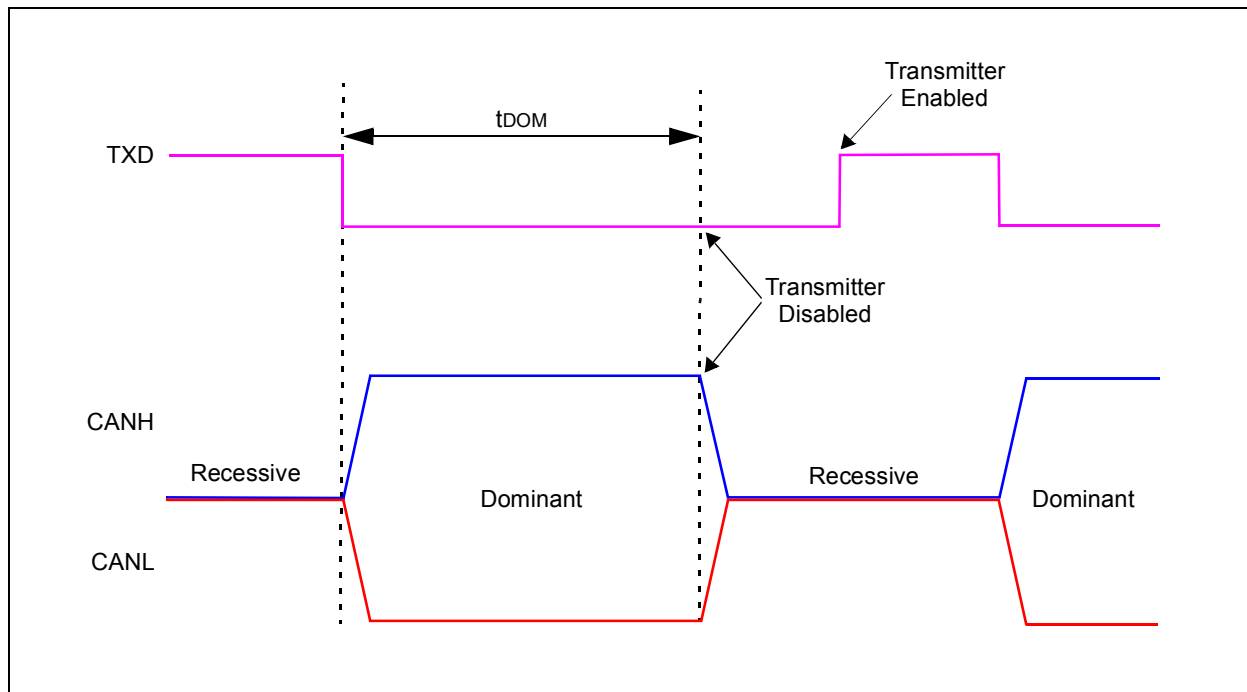 Transmitter
Enabled
tDOM
TXD
Transmitter
Disabled
CANH
Recessive
Recessive
Dominant
Dominant
CANL